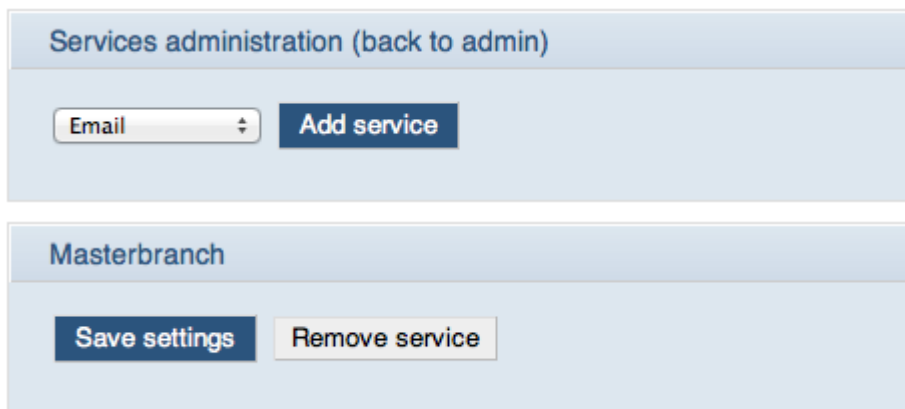 Services administration (back to admin)
Email Add service
Masterbranch
Save settings Remove service